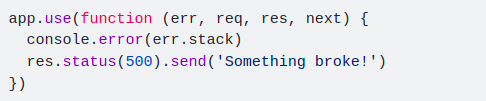 app.use(function (err, req, res, next) {
  console.error(err.stack)
  res.status(500).send('Something broke!')
})